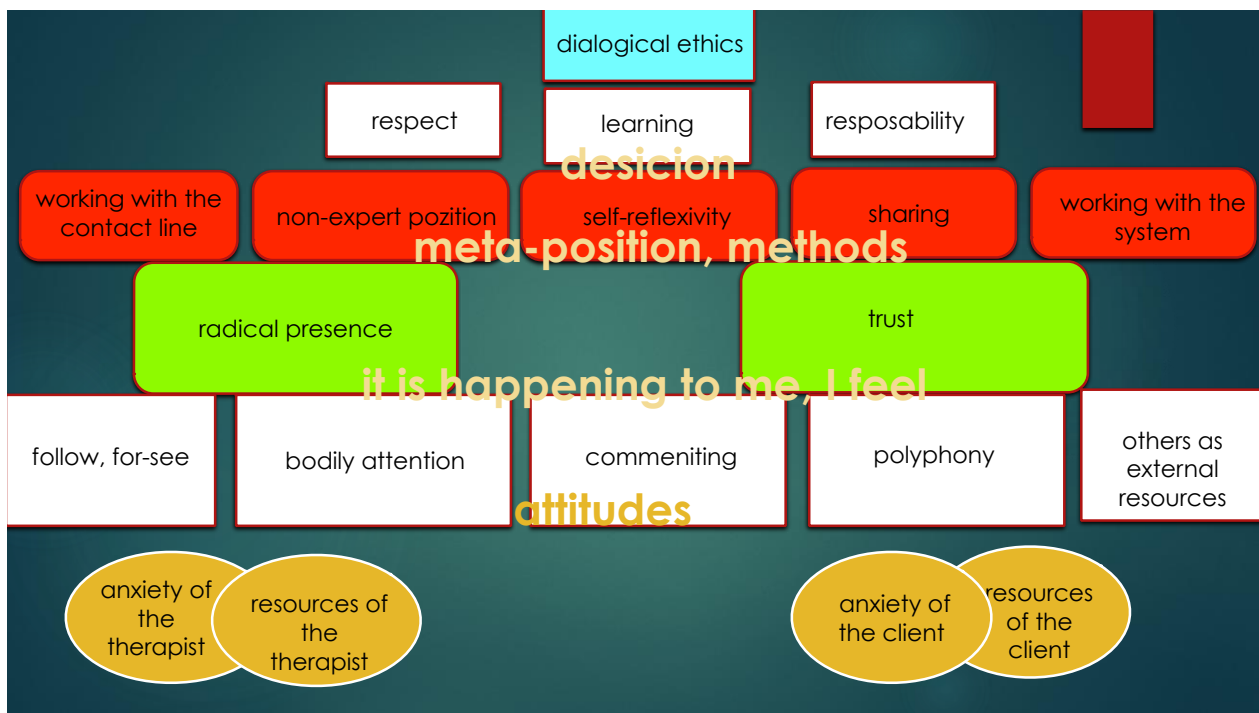 dialogical ethics
respect
learning
resposability
desicion
working with the
contact line
non-expert pozition
self-reflexivity
sharing
working with the
system
meta-position, methods
radical presence
trust
it is happening to me, I feel
follow, for-see
bodily attention
commeniting
polyphony
others as
external
resources
attitudes
anxiety of
the
therapist
resources of
the
therapist
anxiety of
the client
resources
of the
client